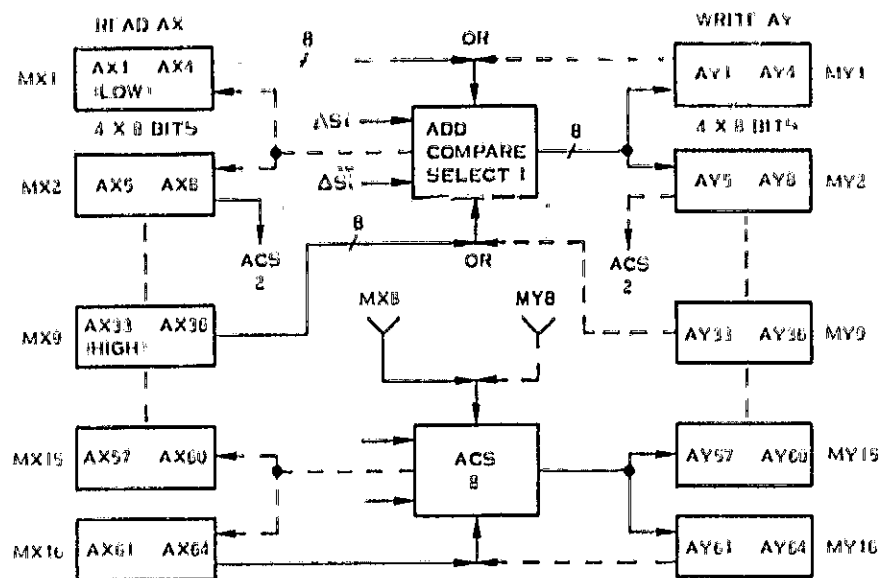 READ AX
8
OR
WRITE AY
MX1
AX1 AX4
(LOW)
AY1 AY4
MY1
4 X 8 BITS
ΔSi
ADD
COMPARE
SELECT 1
8
4 X 8 BITS
MX2
AX5 AX8
ΔSi
AY5 AY8
MY2
8
ACS
2
OR
ACS
2
MX8
MY8
MX9
AX33 AX36
(HIGH)
AY33 AY36
MY9
MX15
AX57 AX60
ACS
8
AY57 AY60
MY15
MX16
AX61 AX64
AY61 AY64
MY16